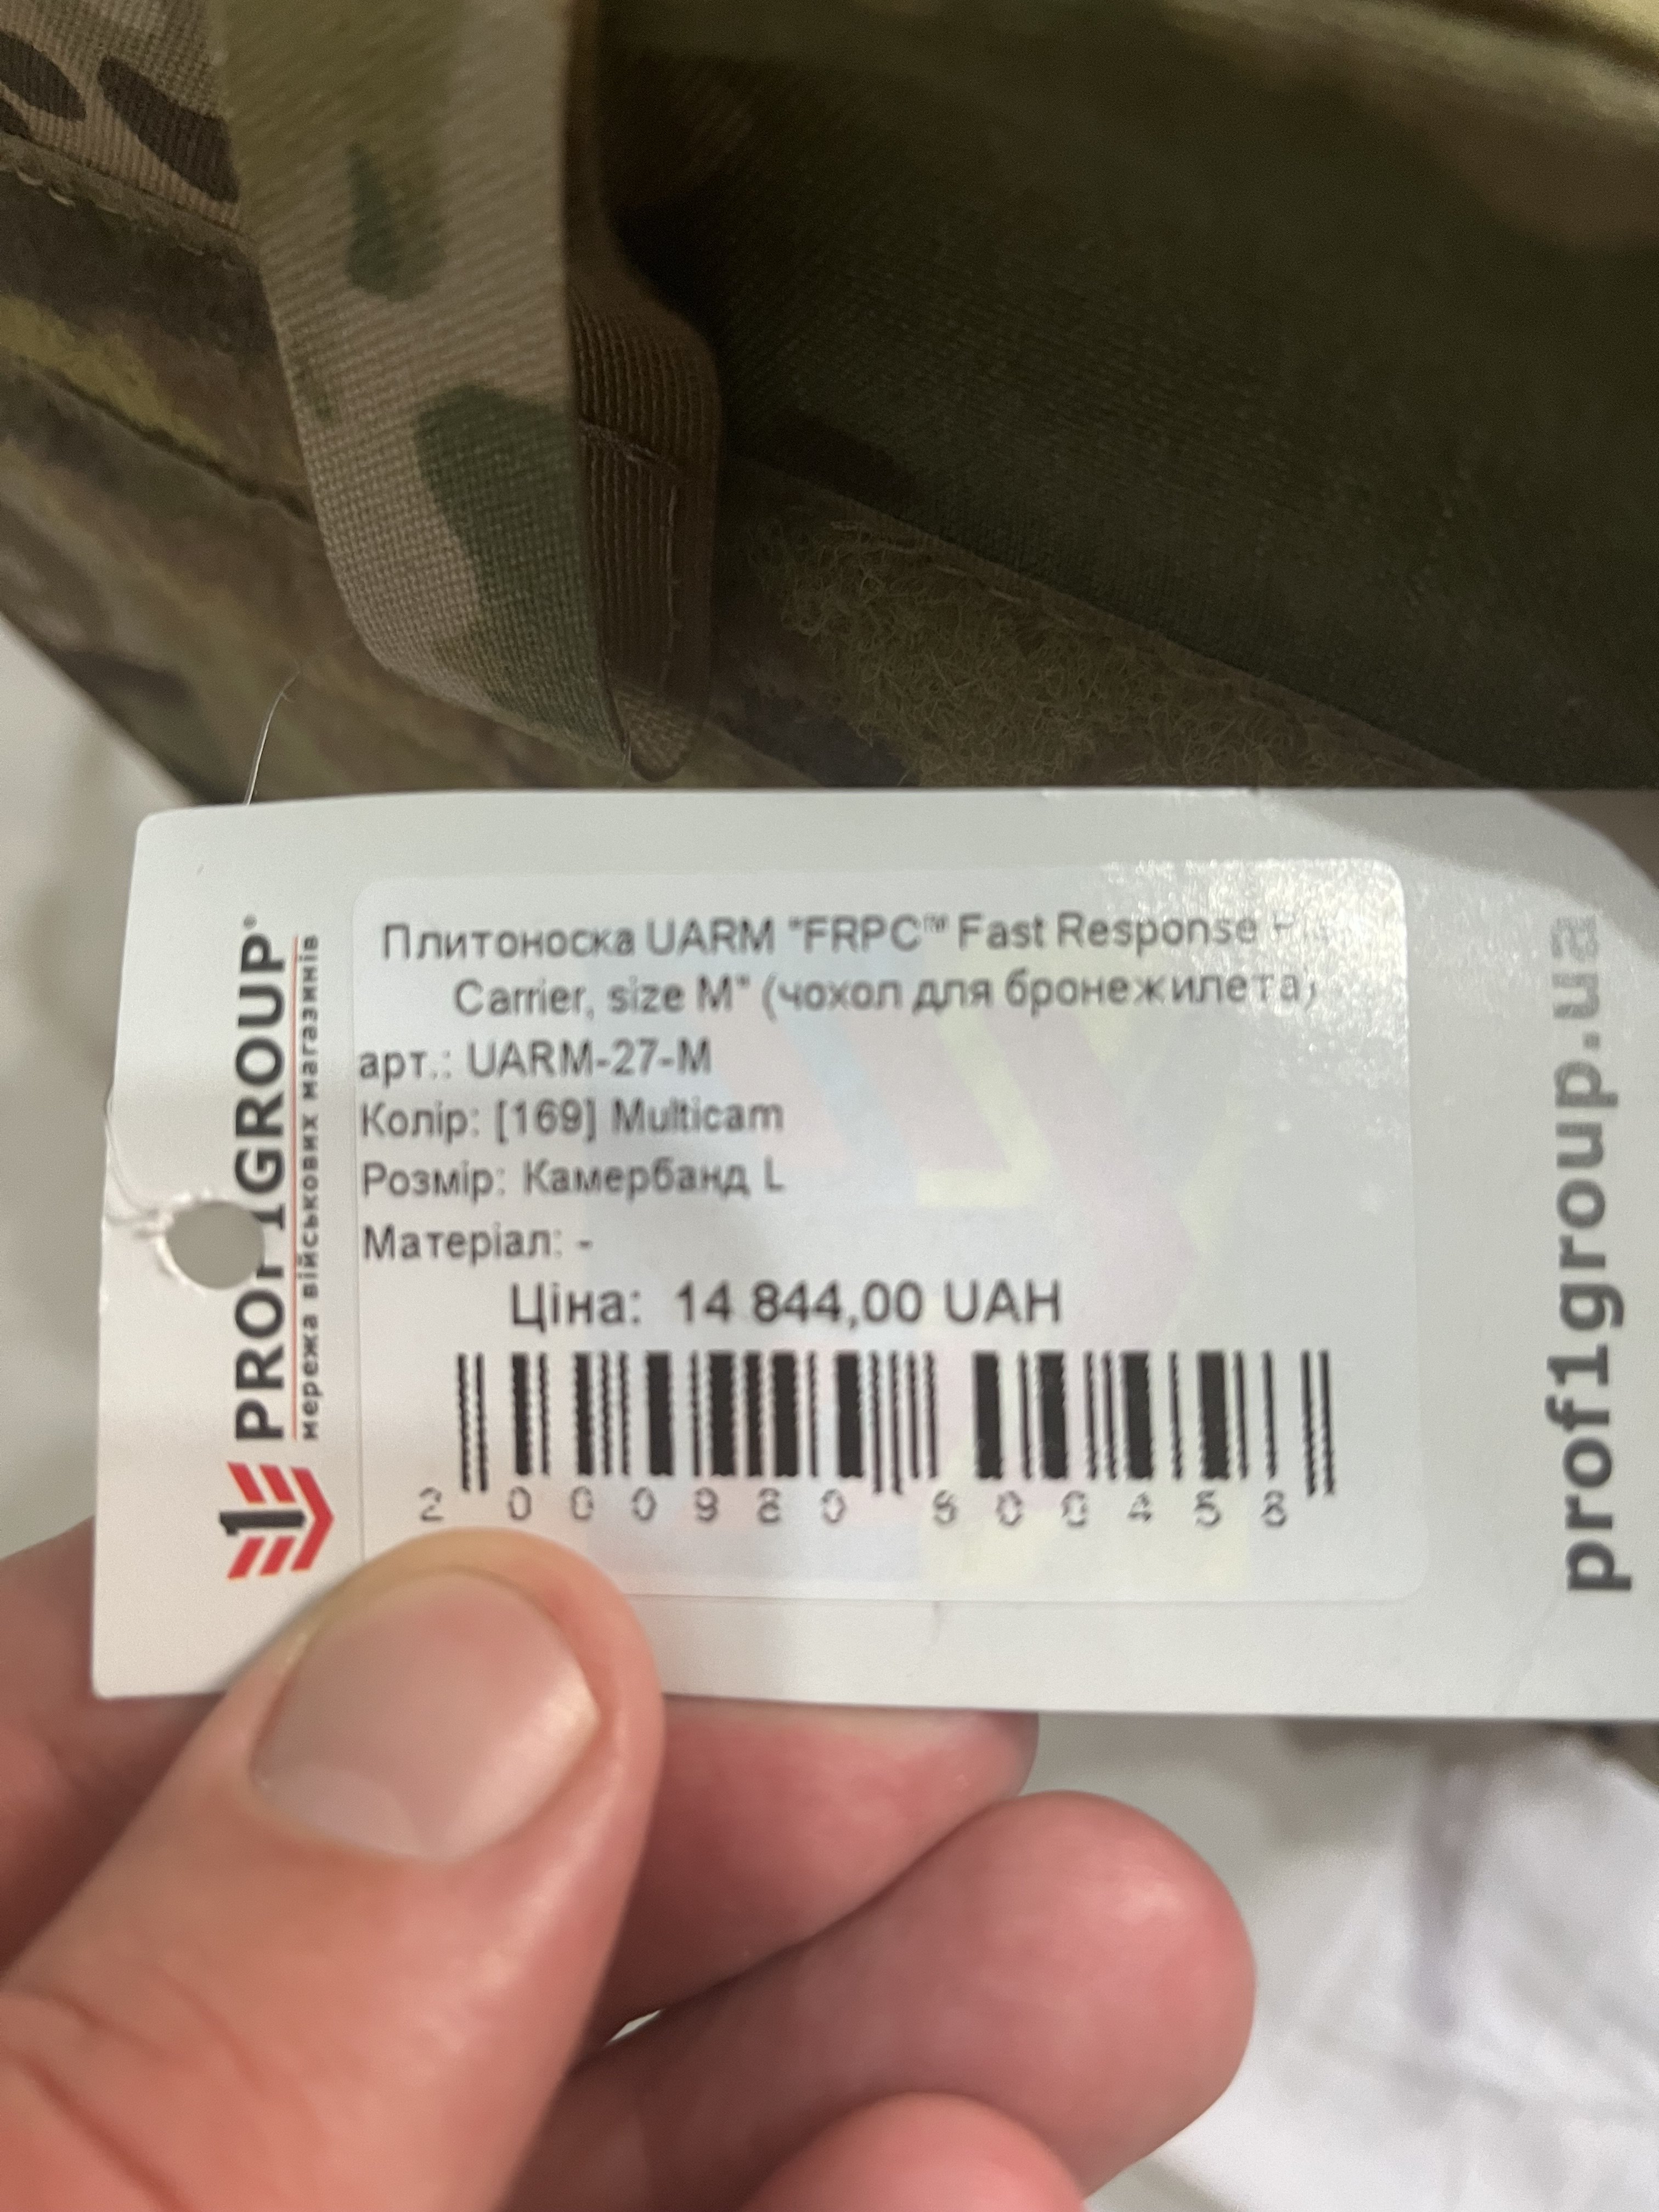 Плитоноска UARM "FRPC™ Fast Response
Carrier, size M" (чохол для бронежилета)
арт.: UARM-27-M
Колір: [169] Multicam
Розмір: Камербанд L
Матеріал: -
Ціна: 14 844,00 UAH
2 000980 600458
PROF1GROUP®
мережа військових магазинів
prof1group.ua